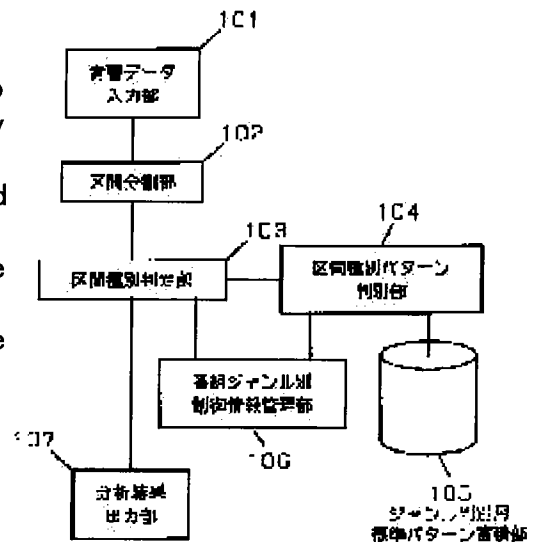 101
音響データ
入力部
102
区間分割部
103
区間種別判定部
104
区間種別パターン
判別部
番組ジャンル別
制御情報管理部
106
107
分析結果
出力部
105
ジャンル別
標準パターン蓄積部
d
e
e